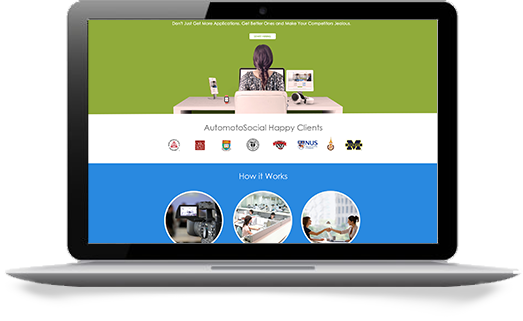 Don't Just Get More Applications. Get Better Ones and Make Your Competitors Jealous.
AutomotoSocial Happy Clients
NUS
M
How it Works